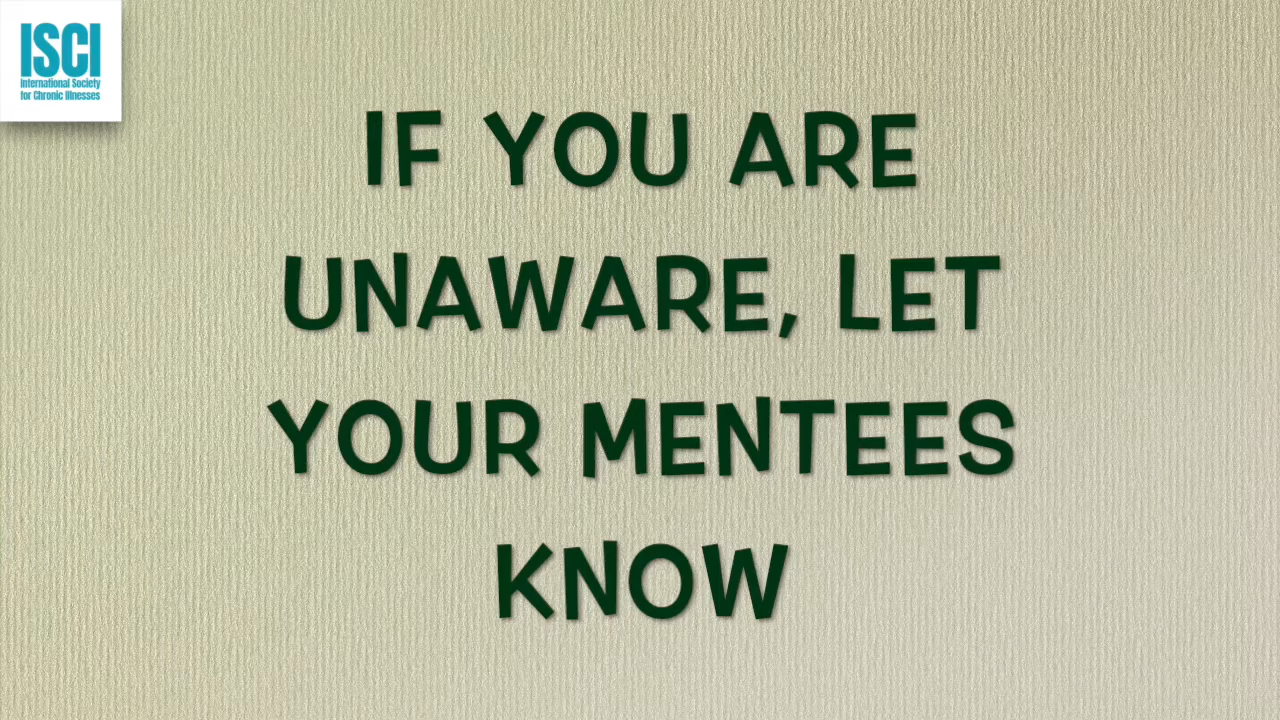 ISCI
International Society
for Chronic Illnesses
IF YOU ARE
UNAWARE, LET
YOUR MENTEES
KNOW